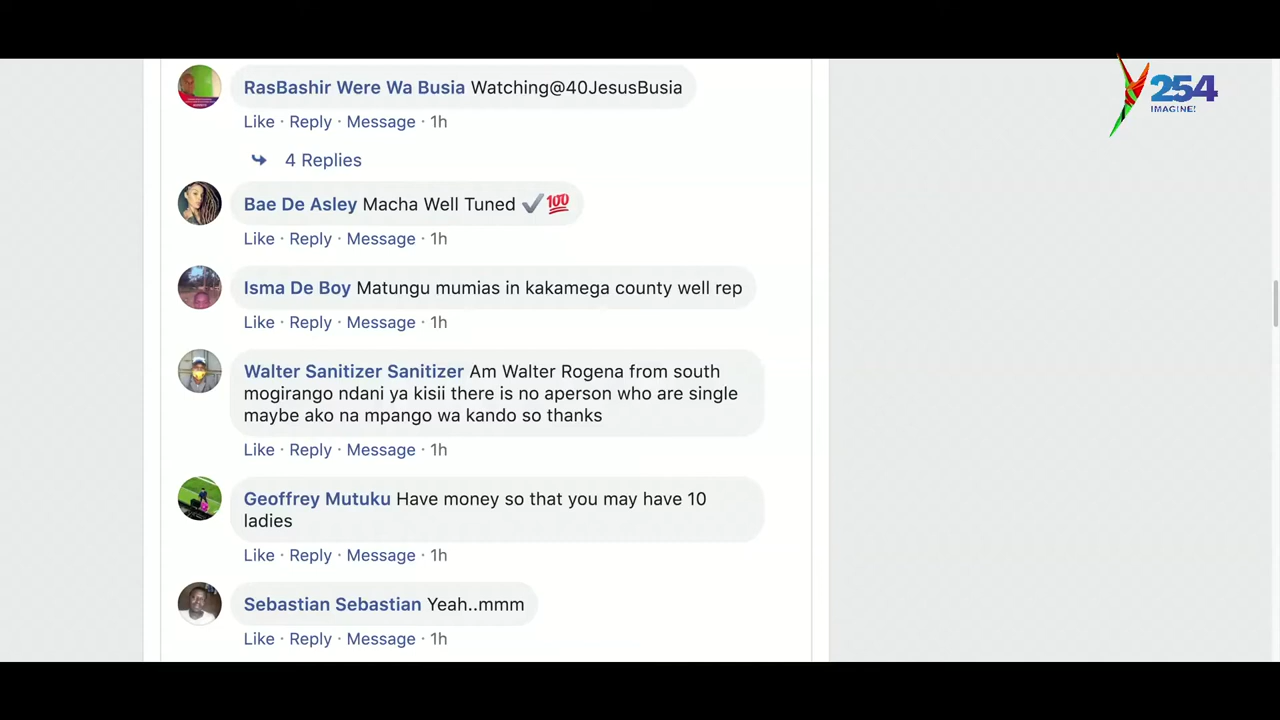 RasBashir Were Wa Busia Watching@40JesusBusia
Like · Reply · Message · 1h
4 Replies
Bae De Asley Macha Well Tuned ✔💯
Like · Reply · Message · 1h
Isma De Boy Matungu mumias in kakamega county well rep
Like · Reply · Message · 1h
Walter Sanitizer Sanitizer Am Walter Rogena from south
mogirango ndani ya kisii there is no aperson who are single
maybe ako na mpango wa kando so thanks
Like · Reply · Message · 1h
Geoffrey Mutuku Have money so that you may have 10
ladies
Like · Reply · Message · 1h
Sebastian Sebastian Yeah..mmm
Like · Reply · Message · 1h
Y 254
IMAGINE!